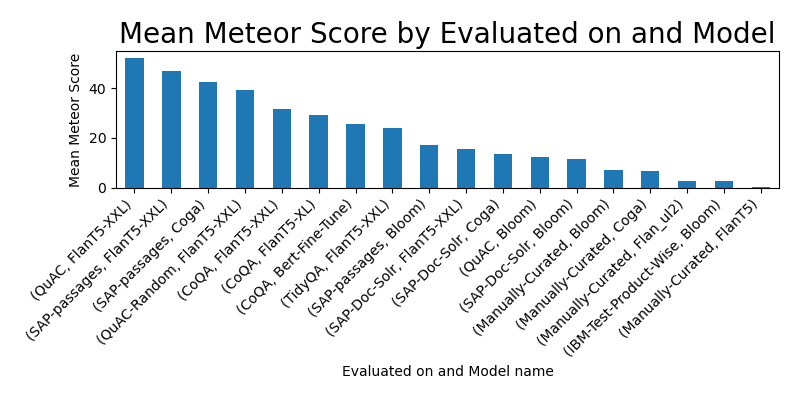 Mean Meteor Score by Evaluated on and Model
Mean Meteor Score
40
20
0
(QuAC, FlanT5-XXL)
(SAP-passages, FlanT5-XXL)
(SAP-passages, Coga)
(QuAC-Random, FlanT5-XXL)
(CoQA, FlanT5-XXL)
(CoQA, FlanT5-XL)
(CoQA, Bert-Fine-Tune)
(TidyQA, FlanT5-XXL)
(SAP-passages, Bloom)
(SAP-Doc-Solr, FlanT5-XXL)
(SAP-Doc-Solr, Coga)
(QuAC, Bloom)
(SAP-Doc-Solr, Bloom)
(Manually-Curated, Bloom)
(Manually-Curated, Coga)
(Manually-Curated, Flan_ul2)
(IBM-Test-Product-Wise, Bloom)
(Manually-Curated, FlanT5)
Evaluated on and Model name